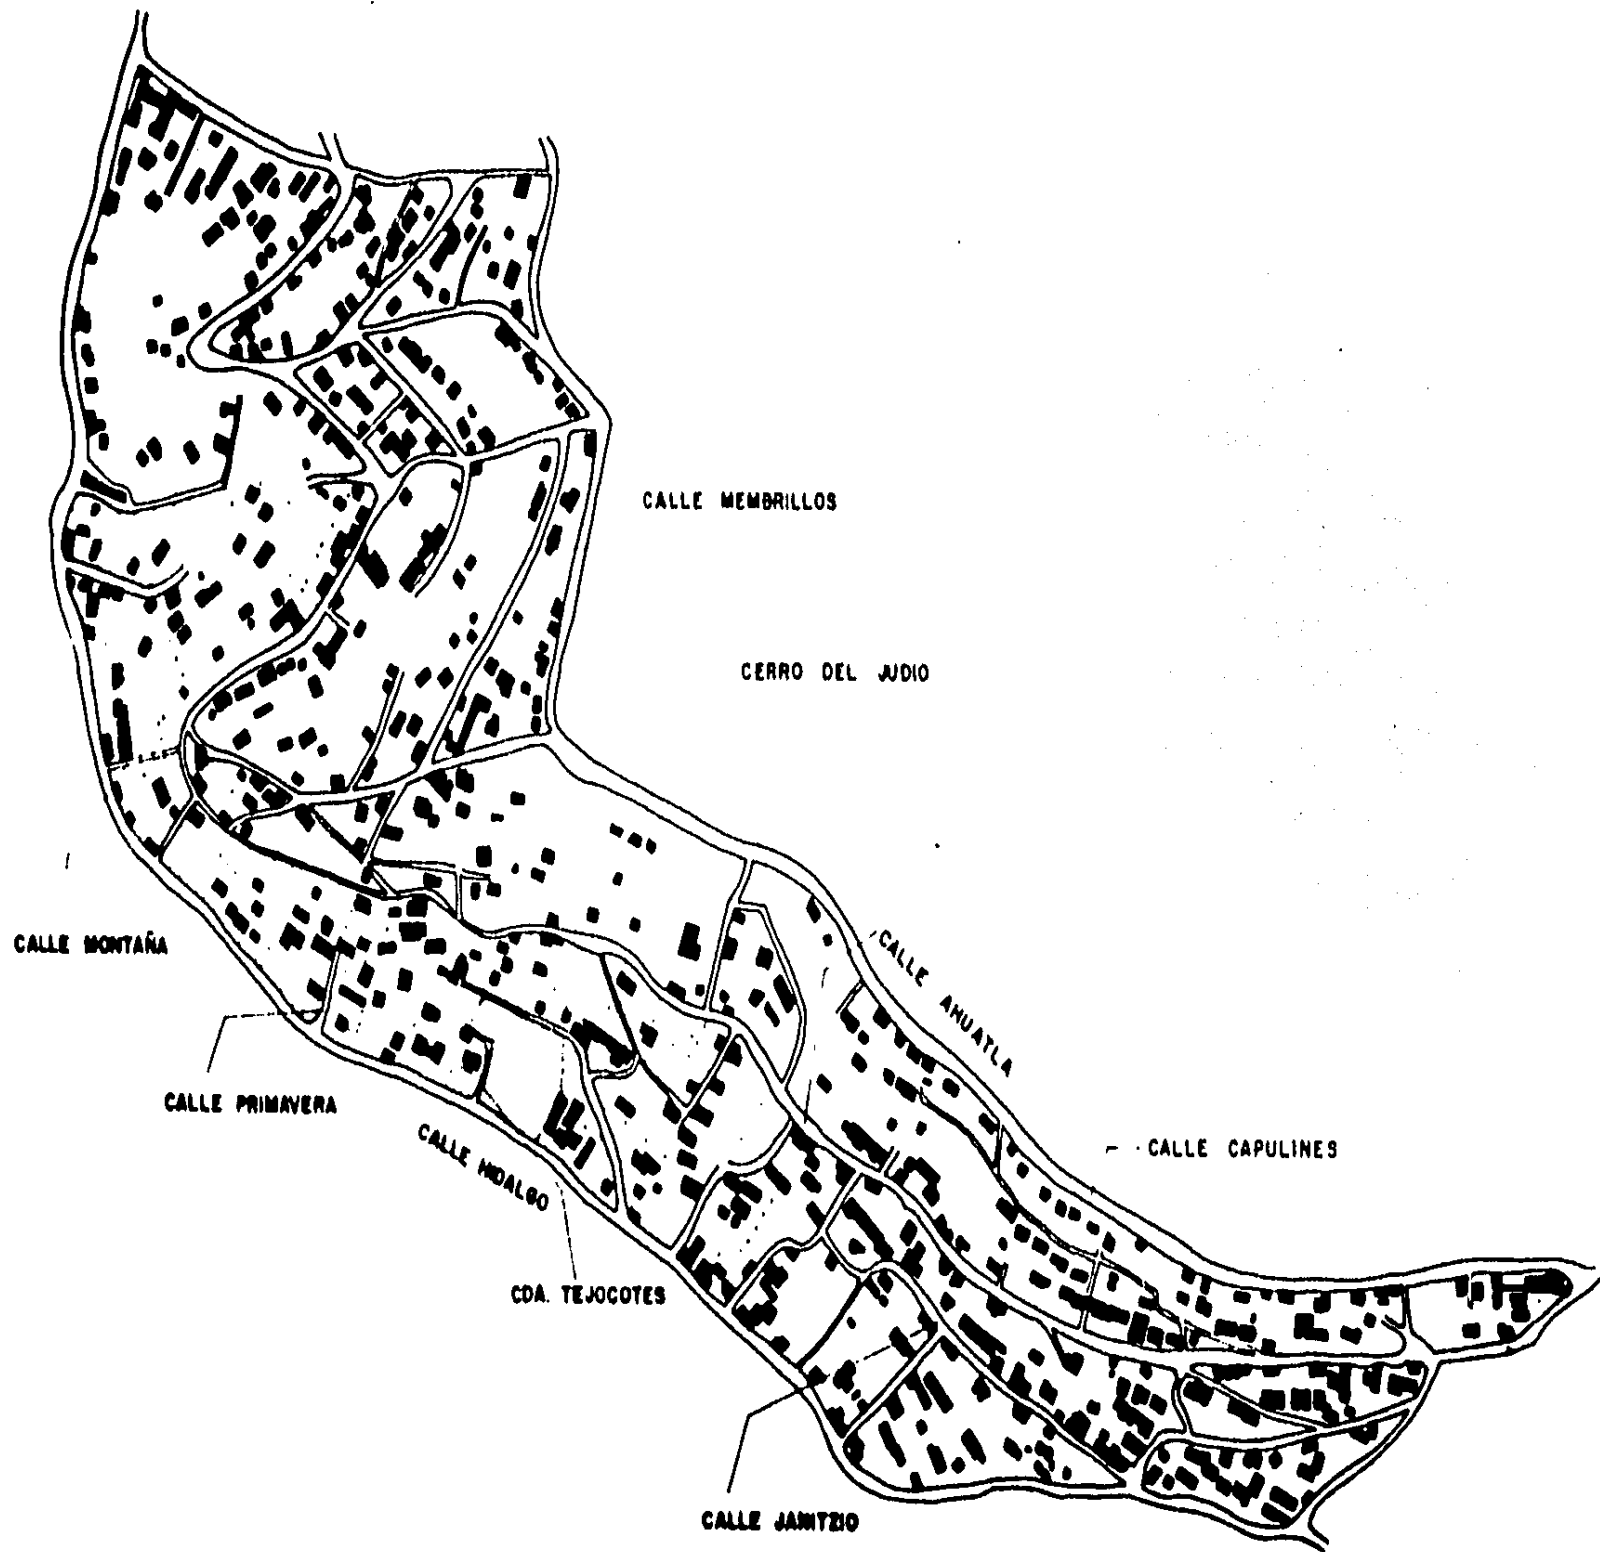 CALLE MEMBRILLOS
CERRO DEL JUDIO
CALLE MONTAÑA
CALLE AHUATLA
CALLE PRIMAVERA
CALLE HIDALGO
CALLE CAPULINES
CDA. TEJOCOTES
CALLE JANITZIO